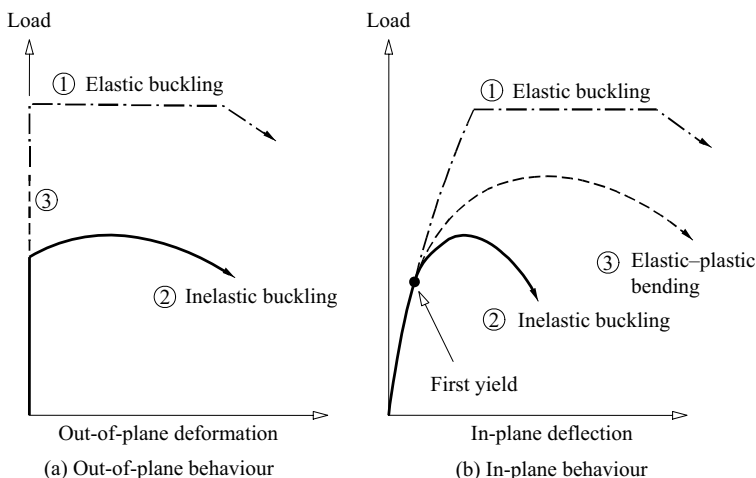 Load
① Elastic buckling
③
② Inelastic buckling
Out-of-plane deformation
(a) Out-of-plane behaviour
Load
① Elastic buckling
③ Elastic–plastic
bending
② Inelastic buckling
First yield
In-plane deflection
(b) In-plane behaviour